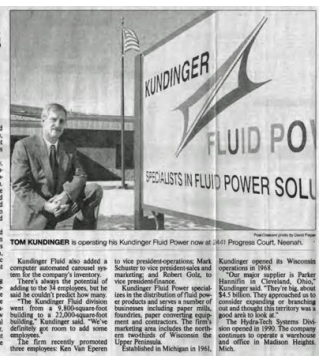 KUNDINGER
FLUID PO
SPECIALISTS IN FLUID POWER SOLU
Post-Crescent photo by David
TOM KUNDINGER is operating his Kundinger Fluid Power now at 2441 Progress Court, Neenah.
Kundinger Fluid also added a
computer automated carousel sys-
tem for the company's inventory.
There's always the potential of
adding to the 34 employees, but he
said he couldn't predict how many.
"The Kundinger Fluid division
went from a 9,800-square-foot
building to a 22,000-square-foot
building," Kundinger said. "We've
definitely got room to add some
employees."
The firm recently promoted
three employees: Ken Van Eperen
to vice president-operations; Mark
Schuster to vice president-sales and
marketing; and Robert Golz, to
vice president-finance.
Kundinger Fluid Power special-
izes in the distribution of fluid pow-
er products and serves a number of
businesses including paper mills,
foundries, paper converting equip-
ment and contractors. The firm's
marketing area includes the north-
ern two-thirds of Wisconsin the
Upper Peninsula.
Established in Michigan in 1961,
Kundinger opened its Wisconsin
operations in 1968.
"Our major supplier is Parker
Hannifin in Cleveland, Ohio,"
Kundinger said. "They're big, about
$4.5 billion. They approached us to
consider expanding or branching
out and thought this territory was a
good area to look at."
The Hydra-Tech Systems Divi-
sion opened in 1990. The company
continues to operate a warehouse
and office in Madison Heights,
Mich.